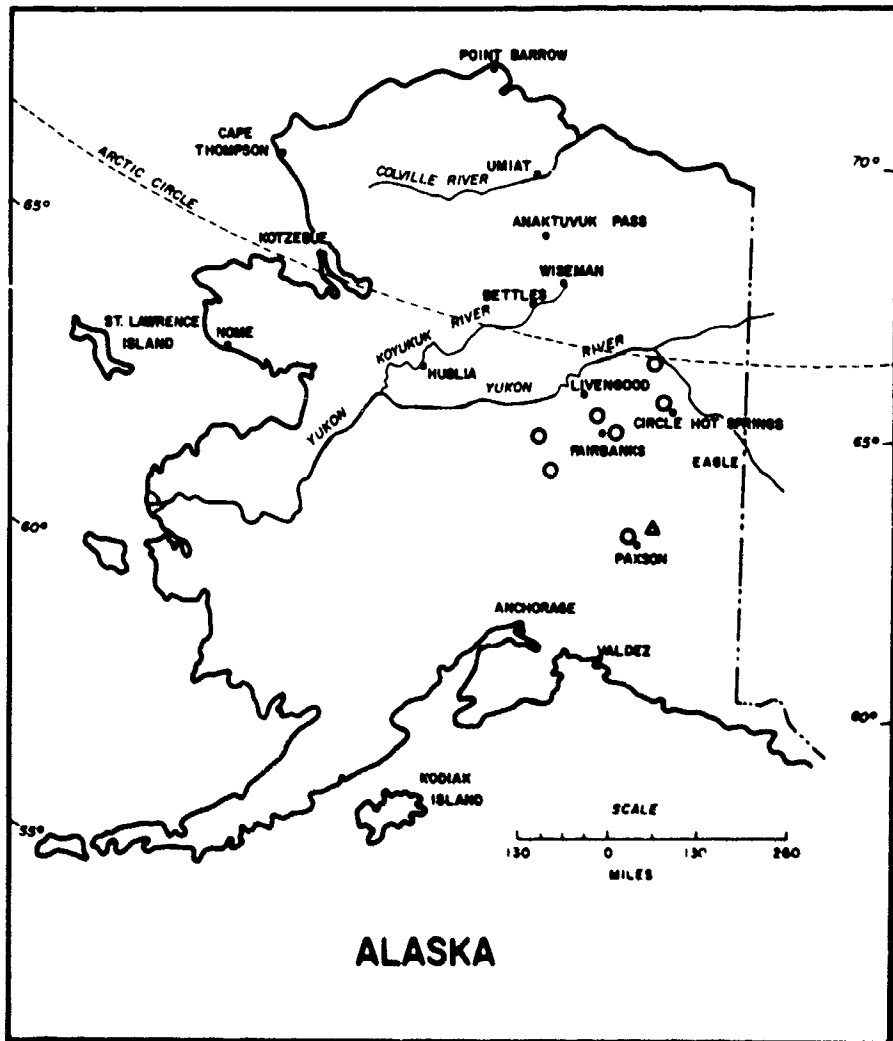 POINT BARROW
CAPE
THOMPSON
ARCTIC CIRCLE
UMIAT
COLVILLE RIVER
70°
65°
ANAKTUVUK PASS
KOTZEBUE
WISEMAN
BETTLES
ST. LAWRENCE
ISLAND
NOME
KOYUKUK RIVER
HUSLIA
RIVER
LIVENGOOD
YUKON
YUKON
CIRCLE HOT SPRINGS
FAIRBANKS
65°
EAGLE
60°
PAXSON
ANCHORAGE
VALDEZ
60°
KODIAK
ISLAND
55°
SCALE
130 0 130 260
MILES
ALASKA